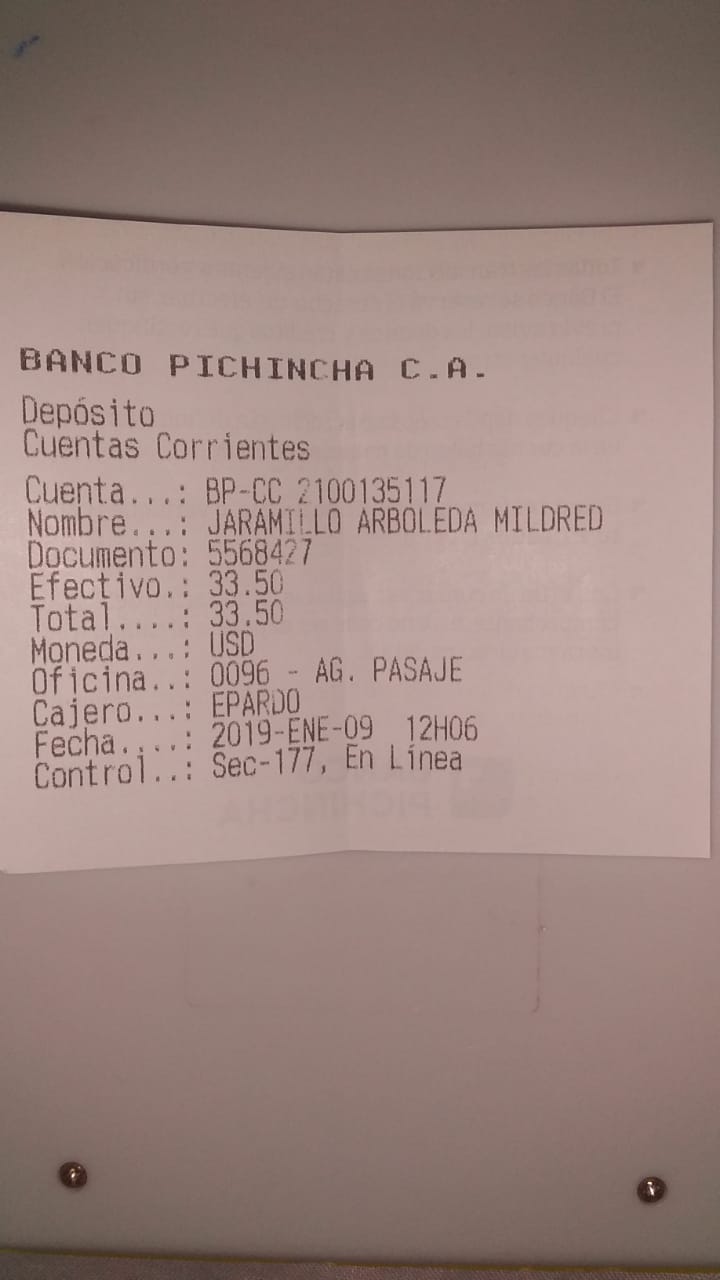 BANCO PICHINCHA C.A.
Depósito
Cuentas Corrientes
Cuenta...: BP-CC 2100135117
Nombre...: JARAMILLO ARBOLEDA MILDRED
Documento: 5568427
Efectivo.: 33.50
Total....: 33.50
Moneda...: USD
Oficina..: 0096 - AG. PASAJE
Cajero...: EPARDO
Fecha....: 2019-ENE-09 12H06
Control..: Sec-177, En Línea